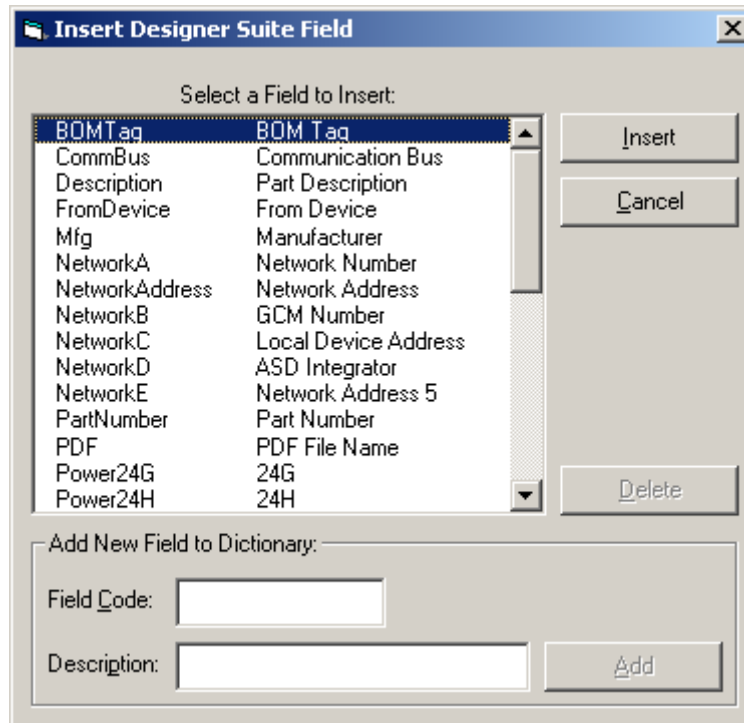 Insert Designer Suite Field
Select a Field to Insert:
BOMTag BOM Tag
CommBus Communication Bus
Description Part Description
FromDevice From Device
Mfg Manufacturer
NetworkA Network Number
NetworkAddress Network Address
NetworkB GCM Number
NetworkC Local Device Address
NetworkD ASD Integrator
NetworkE Network Address 5
PartNumber Part Number
PDF PDF File Name
Power24G 24G
Power24H 24H
Insert
Cancel
Delete
Add New Field to Dictionary:
Field Code:
Description:
Add